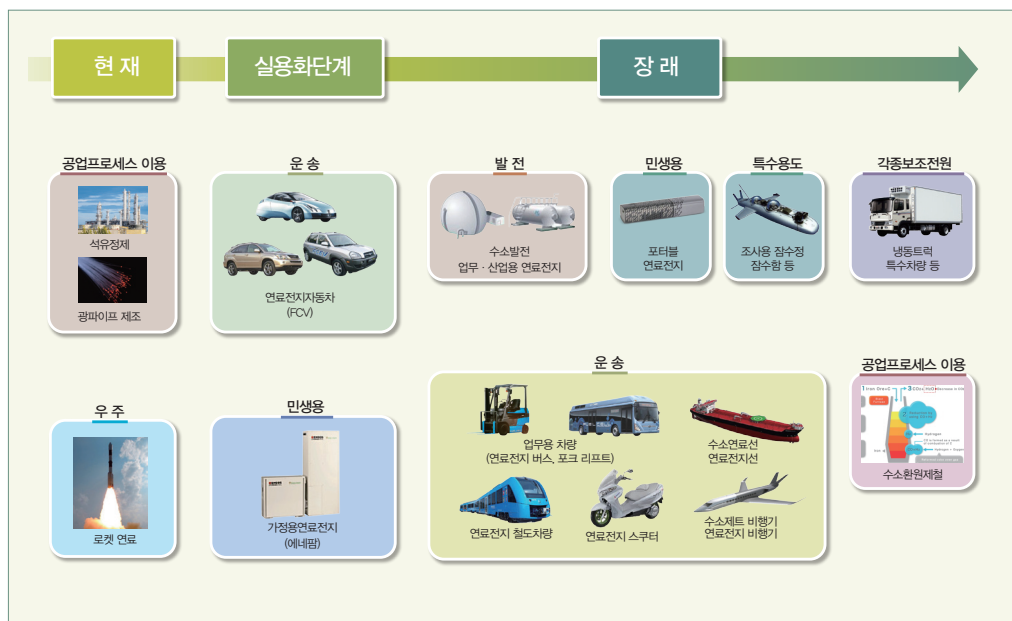 현 재
실용화단계
장 래
공업프로세스 이용
석유정제
광파이프 제조
운 송
연료전지자동차
(FCV)
발 전
수소발전
업무 · 산업용 연료전지
민생용
포터블
연료전지
특수용도
조사용 잠수정
잠수함 등
각종보조전원
냉동트럭
특수차량 등
우 주
로켓 연료
민생용
가정용연료전지
(에네팜)
운 송
업무용 차량
(연료전지 버스, 포크 리프트)
수소연료선
연료전지선
연료전지 철도차량
연료전지 스쿠터
수소제트 비행기
연료전지 비행기
공업프로세스 이용
Hydrogen
Hydrogen + Oxygen
수소환원제철